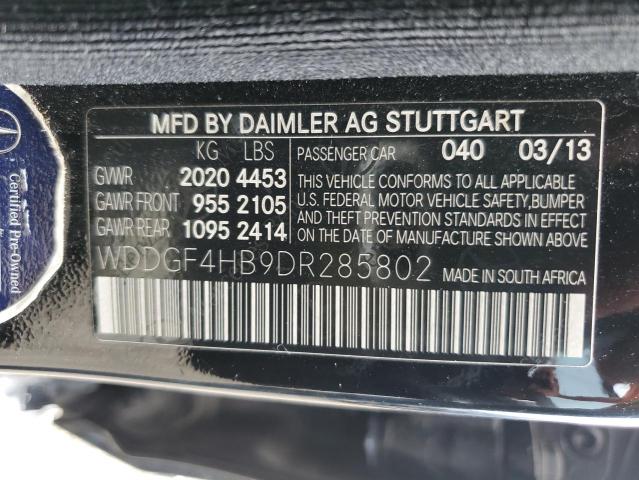 MFD BY DAIMLER AG STUTTGART
KG LBS PASSENGER CAR 040 03/13
GVWR 2020 4453
GAWR FRONT 955 2105
GAWR REAR 1095 2414
THIS VEHICLE CONFORMS TO ALL APPLICABLE
U.S. FEDERAL MOTOR VEHICLE SAFETY,BUMPER
AND THEFT PREVENTION STANDARDS IN EFFECT
ON THE DATE OF MANUFACTURE SHOWN ABOVE.
WDDGF4HB9DR285802 MADE IN SOUTH AFRICA
Certified Pre-Owned